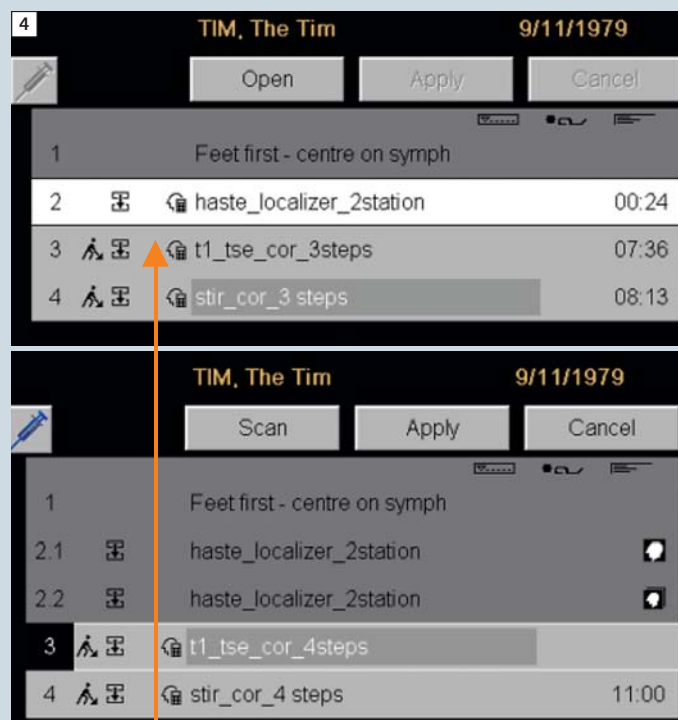 4
TIM, The Tim 9/11/1979
Open Apply Cancel
1 Feet first - centre on symph
2 haste_localizer_2station 00:24
3 t1_tse_cor_3steps 07:36
4 stir_cor_3 steps 08:13
TIM, The Tim 9/11/1979
Scan Apply Cancel
1 Feet first - centre on symph
2.1 haste_localizer_2station
2.2 haste_localizer_2station
3 t1_tse_cor_4steps
4 stir_cor_4 steps 11:00